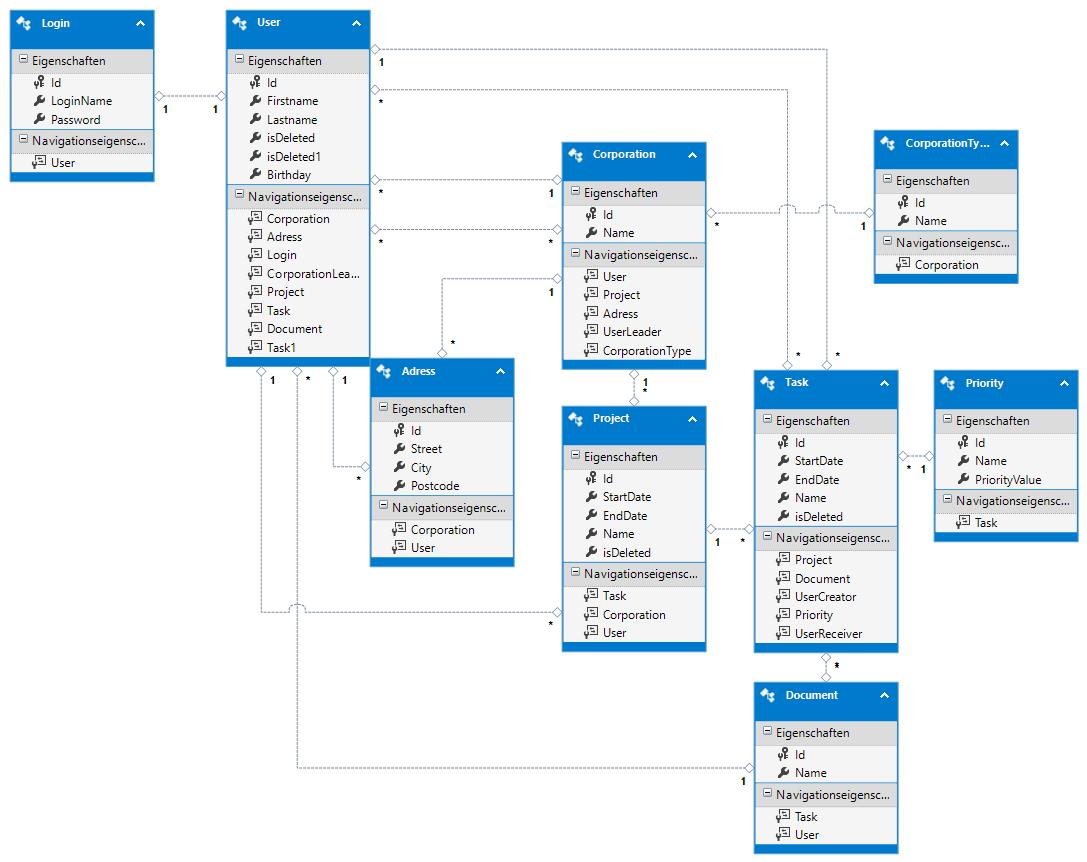 Login
Eigenschaften
Id
LoginName
Password
Navigationseigensc...
User
User
Eigenschaften
Id
Firstname
Lastname
isDeleted
isDeleted1
Birthday
Navigationseigensc...
Corporation
Adress
Login
CorporationLea...
Project
Task
Document
Task1
Corporation
Eigenschaften
Id
Name
Navigationseigensc...
User
Project
Adress
UserLeader
CorporationType
CorporationTy...
Eigenschaften
Id
Name
Navigationseigensc...
Corporation
Adress
Eigenschaften
Id
Street
City
Postcode
Navigationseigensc...
Corporation
User
Project
Eigenschaften
Id
StartDate
EndDate
Name
isDeleted
Navigationseigensc...
Task
Corporation
User
Task
Eigenschaften
Id
StartDate
EndDate
Name
isDeleted
Navigationseigensc...
Project
Document
UserCreator
Priority
UserReceiver
Priority
Eigenschaften
Id
Name
PriorityValue
Navigationseigensc...
Task
Document
Eigenschaften
Id
Name
Navigationseigensc...
Task
User
1
1
1
*
*
*
*
1
*
*
*
1
1
*
1
*
1
*
1
*
1
*
1
*
*
1
*
1
*